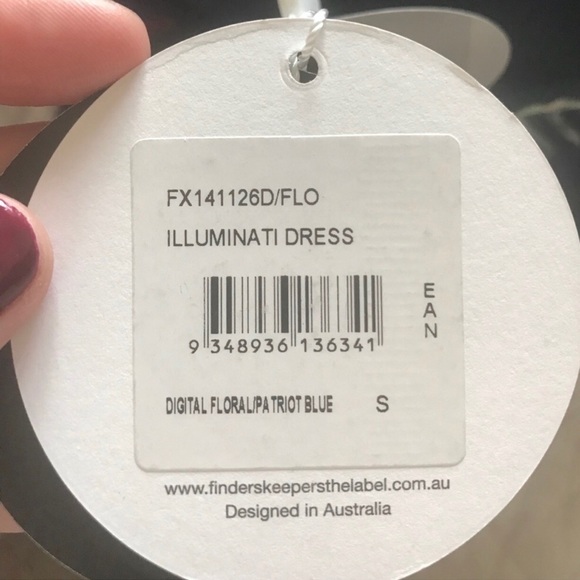 FX141126D/FLO
ILLUMINATI DRESS
EAN
9 348936 136341
DIGITAL FLORAL/PATRIOT BLUE S
www.finderskeepersthelabel.com.au
Designed in Australia